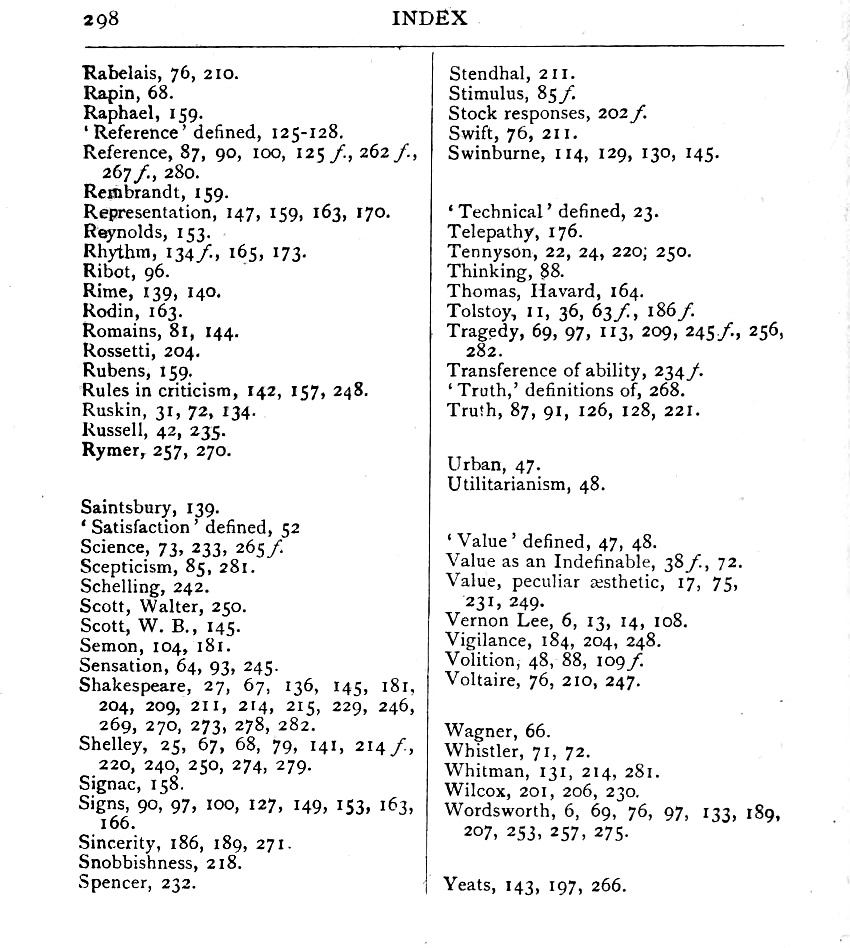 298
INDEX
Rabelais, 76, 210.
Rapin, 68.
Raphael, 159.
‘ Reference ’ defined, 125-128.
Reference, 87, 90, 100, 125 f., 262 f.,
267 f., 280.
Rembrandt, 159.
Representation, 147, 159, 163, 170.
Reynolds, 153.
Rhythm, 134 f., 165, 173.
Ribot, 96.
Rime, 139, 140.
Rodin, 163.
Romains, 81, 144.
Rossetti, 204.
Rubens, 159.
Rules in criticism, 142, 157, 248.
Ruskin, 31, 72, 134.
Russell, 42, 235.
Rymer, 257, 270.
Saintsbury, 139.
‘ Satisfaction ’ defined, 52
Science, 73, 233, 265 f.
Scepticism, 85, 281.
Schelling, 242.
Scott, Walter, 250.
Scott, W. B., 145.
Semon, 104, 181.
Sensation, 64, 93, 245.
Shakespeare, 27, 67, 136, 145, 181,
204, 209, 211, 214, 215, 229, 246,
269, 270, 273, 278, 282.
Shelley, 25, 67, 68, 79, 141, 214 f.,
220, 240, 250, 274, 279.
Signac, 158.
Signs, 90, 97, 100, 127, 149, 153, 163,
166.
Sincerity, 186, 189, 271.
Snobbishness, 218.
Spencer, 232.
Stendhal, 211.
Stimulus, 85 f.
Stock responses, 202 f.
Swift, 76, 211.
Swinburne, 114, 129, 130, 145.
‘ Technical ’ defined, 23.
Telepathy, 176.
Tennyson, 22, 24, 220; 250.
Thinking, 88.
Thomas, Havard, 164.
Tolstoy, 11, 36, 63 f., 186 f.
Tragedy, 69, 97, 113, 209, 245 f., 256,
282.
Transference of ability, 234 f.
‘ Truth,’ definitions of, 268.
Truth, 87, 91, 126, 128, 221.
Urban, 47.
Utilitarianism, 48.
‘ Value ’ defined, 47, 48.
Value as an Indefinable, 38 f., 72.
Value, peculiar æsthetic, 17, 75,
231, 249.
Vernon Lee, 6, 13, 14, 108.
Vigilance, 184, 204, 248.
Volition, 48, 88, 109 f.
Voltaire, 76, 210, 247.
Wagner, 66.
Whistler, 71, 72.
Whitman, 131, 214, 281.
Wilcox, 201, 206, 230.
Wordsworth, 6, 69, 76, 97, 133, 189,
207, 253, 257, 275.
Yeats, 143, 197, 266.